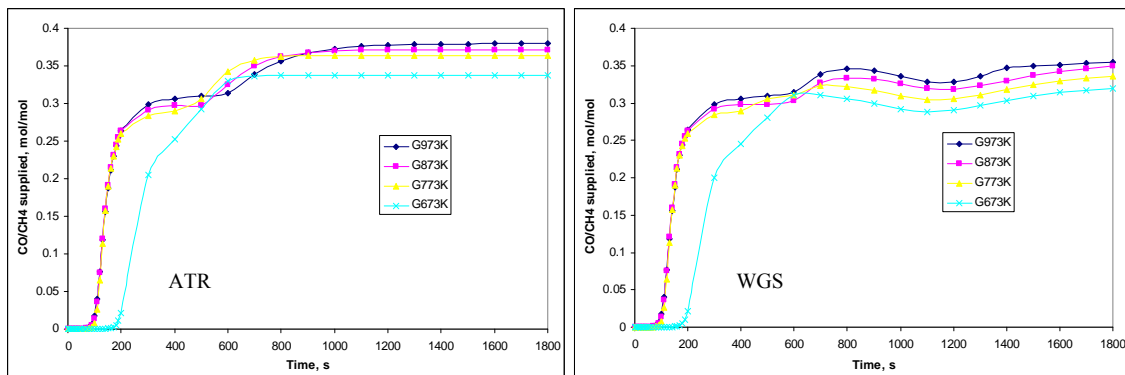 0.4
0.35
0.3
0.25
0.2
0.15
0.1
0.05
0
CO/CH4 supplied, mol/mol
0 200 400 600 800 1000 1200 1400 1600 1800
Time, s
G973K
G873K
G773K
G673K
ATR
0.4
0.35
0.3
0.25
0.2
0.15
0.1
0.05
0
CO/CH4 supplied, mol/mol
0 200 400 600 800 1000 1200 1400 1600 1800
Time, s
G973K
G873K
G773K
G673K
WGS